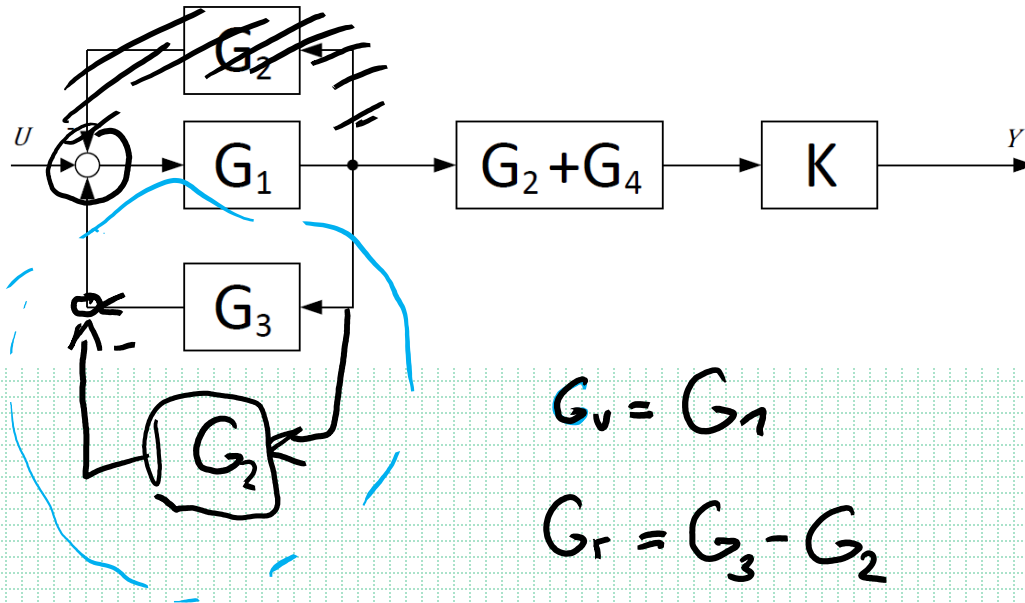 G₂
U
-
G₁
G₂+G₄
K
Y
G₃
-
G₂
Gᵥ = G₁
Gᵣ = G₃ - G₂